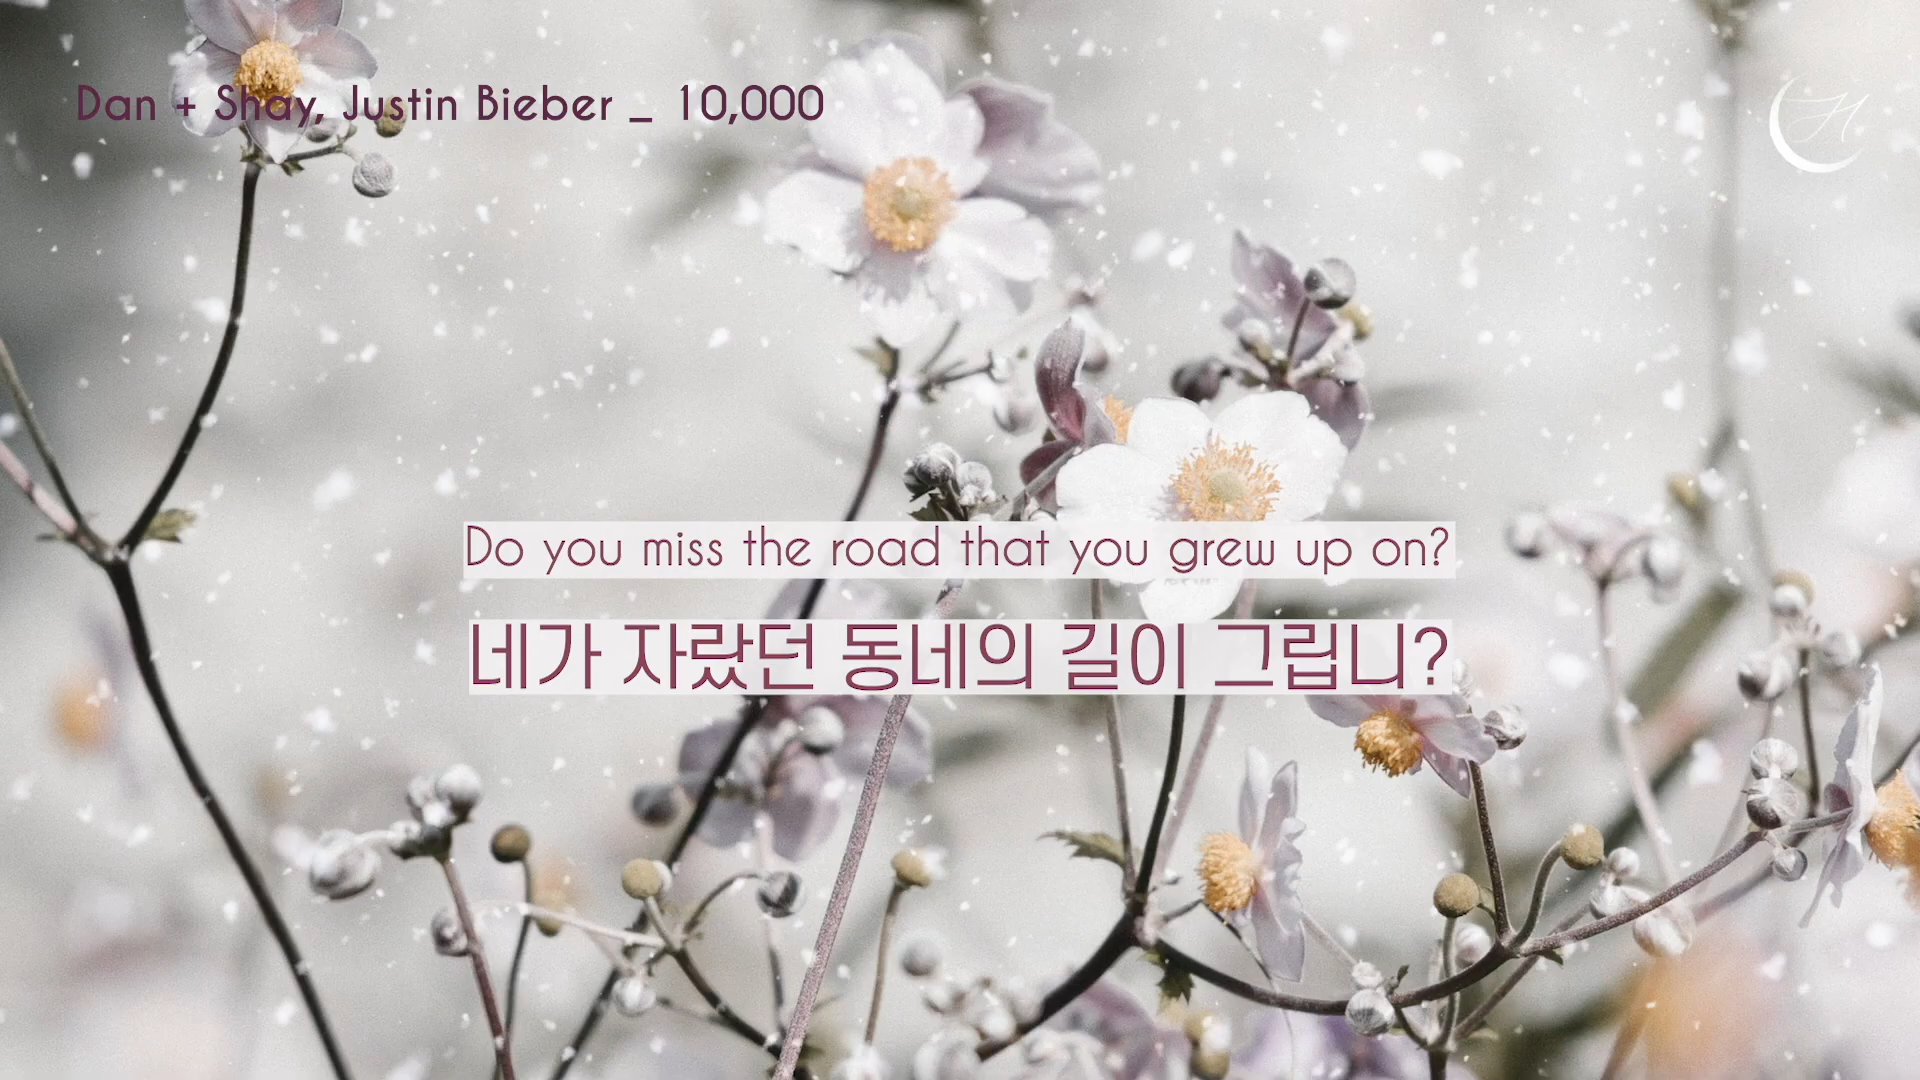 Dan + Shay, Justin Bieber _ 10,000
Do you miss the road that you grew up on?
네가 자랐던 동네의 길이 그립니?